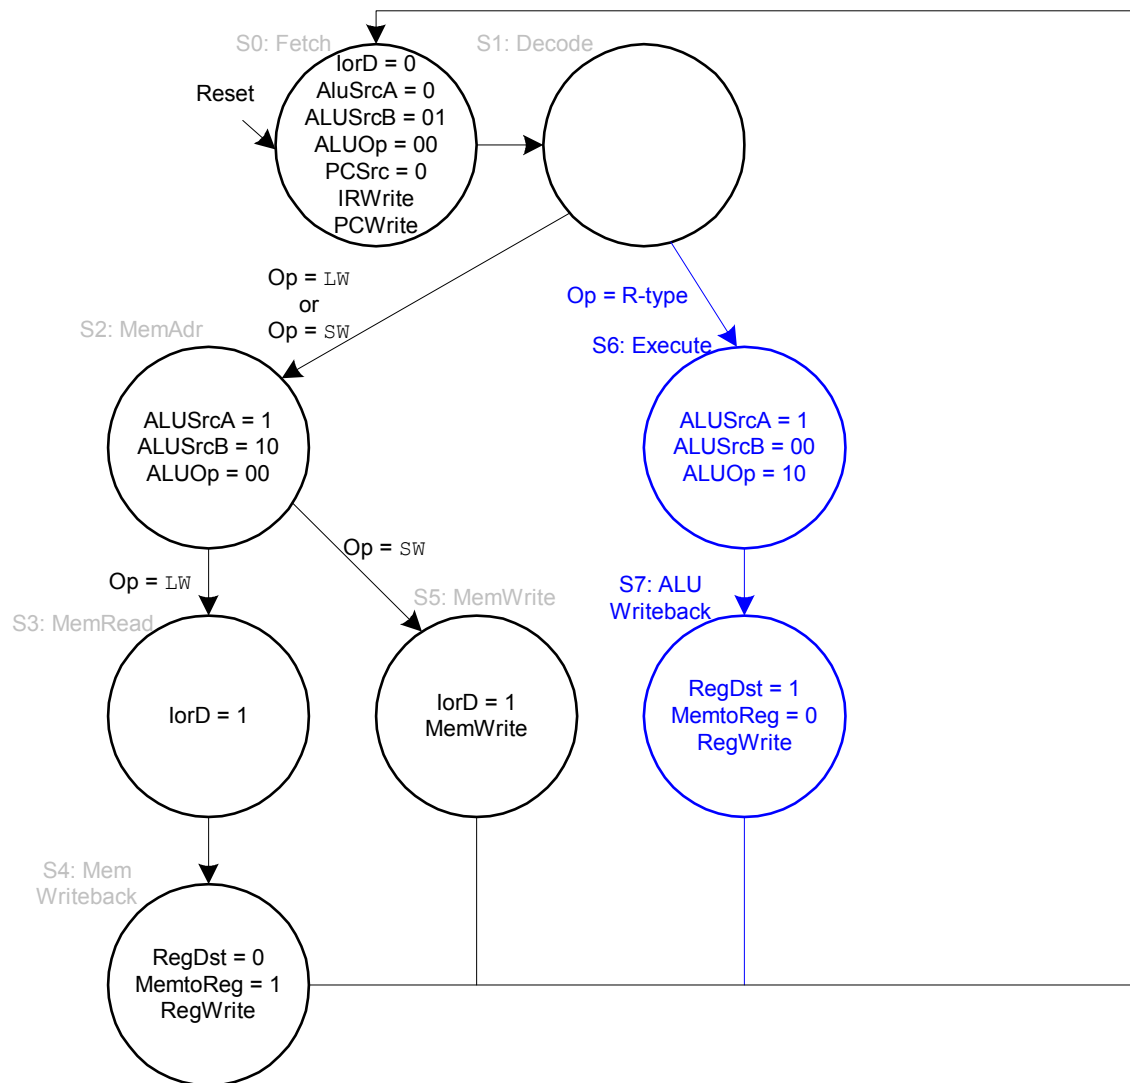 S0: Fetch
S1: Decode
Reset
IorD = 0
AluSrcA = 0
ALUSrcB = 01
ALUOp = 00
PCSrc = 0
IRWrite
PCWrite
Op = LW
or
Op = SW
Op = R-type
S2: MemAdr
S6: Execute
ALUSrcA = 1
ALUSrcB = 10
ALUOp = 00
ALUSrcA = 1
ALUSrcB = 00
ALUOp = 10
Op = LW
Op = SW
S3: MemRead
S5: MemWrite
S7: ALU
Writeback
IorD = 1
IorD = 1
MemWrite
RegDst = 1
MemtoReg = 0
RegWrite
S4: Mem
Writeback
RegDst = 0
MemtoReg = 1
RegWrite